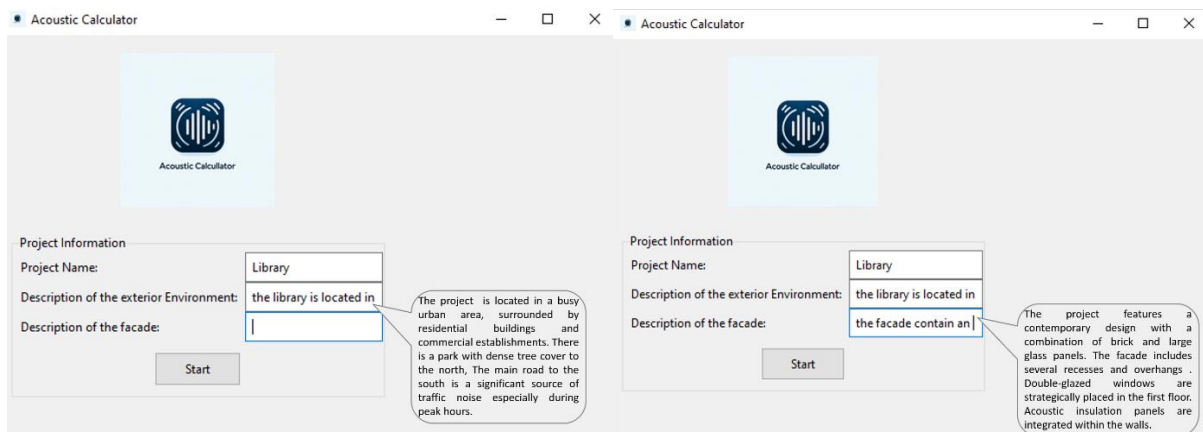 Acoustic Calculator
Acoustic Calcullator
Project Information
Project Name:
Library
Description of the exterior Environment:
the library is located in
Description of the facade:
Start
The project is located in a busy
urban area, surrounded by
residential buildings and
commercial establishments. There
is a park with dense tree cover to
the north, The main road to the
south is a significant source of
traffic noise especially during
peak hours.
Acoustic Calculator
Acoustic Calcullator
Project Information
Project Name:
Library
Description of the exterior Environment:
the library is located in
Description of the facade:
the facade contain an
Start
The project features a
contemporary design with a
combination of brick and large
glass panels. The facade includes
several recesses and overhangs .
Double-glazed windows are
strategically placed in the first floor.
Acoustic insulation panels are
integrated within the walls.